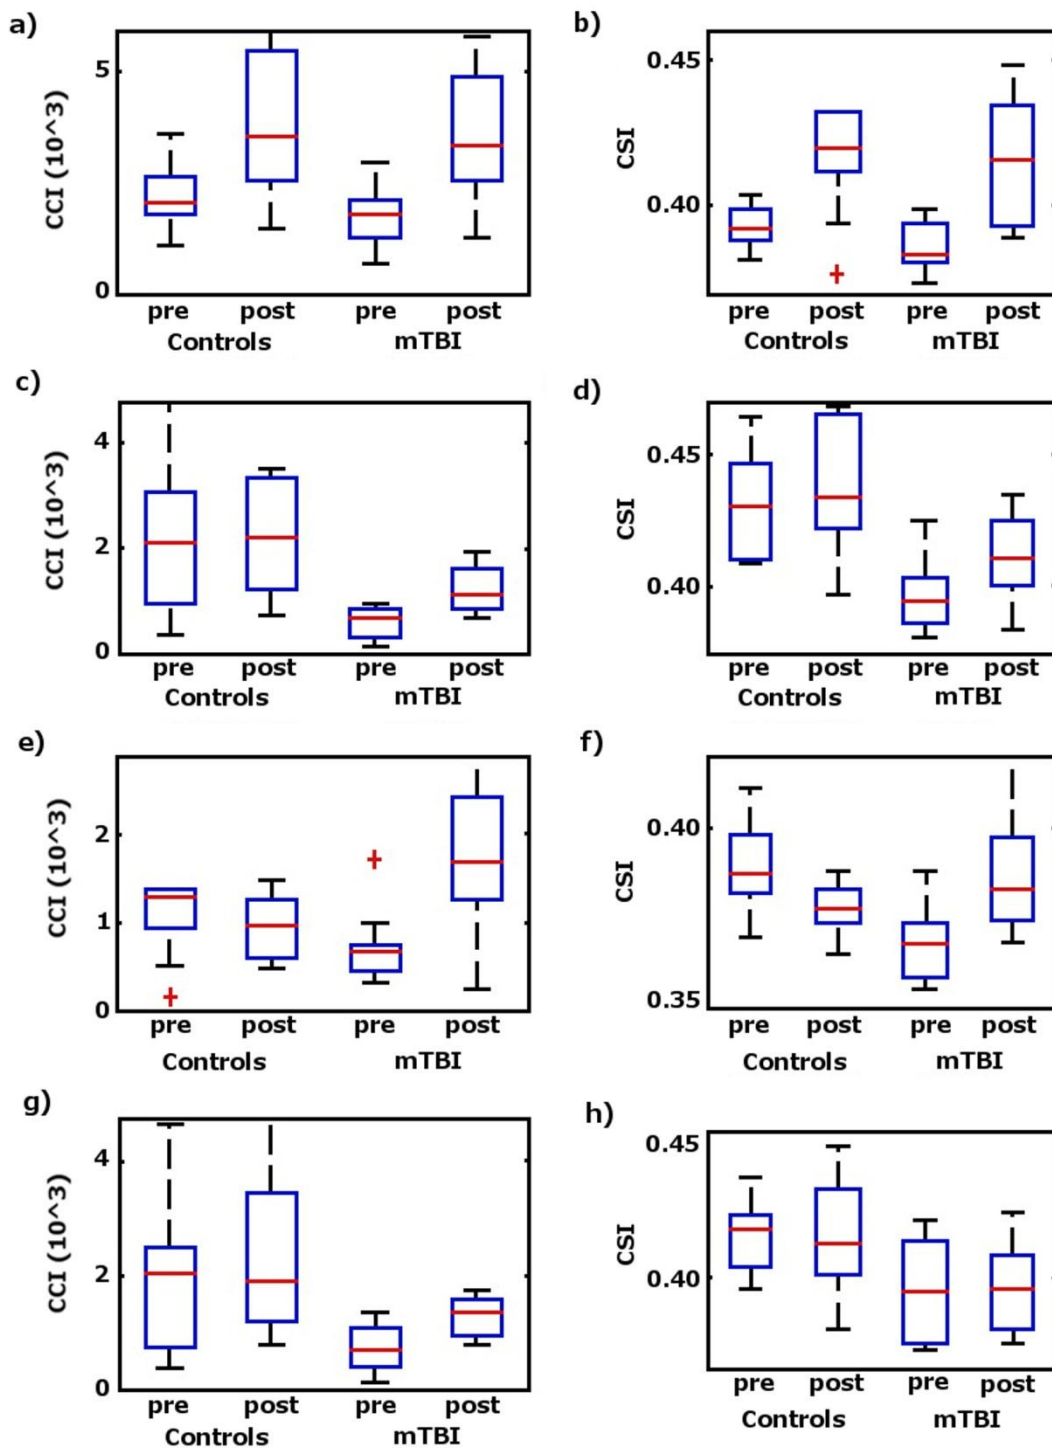 a)
CCI (10^3)
5
0
pre post pre post
Controls mTBI
b)
CSI
0.45
0.40
pre post pre post
Controls mTBI
c)
CCI (10^3)
4
2
0
pre post pre post
Controls mTBI
d)
CSI
0.45
0.40
pre post pre post
Controls mTBI
e)
CCI (10^3)
2
1
0
pre post pre post
Controls mTBI
f)
CSI
0.40
0.35
pre post pre post
Controls mTBI
g)
CCI (10^3)
4
2
0
pre post pre post
Controls mTBI
h)
CSI
0.45
0.40
pre post pre post
Controls mTBI